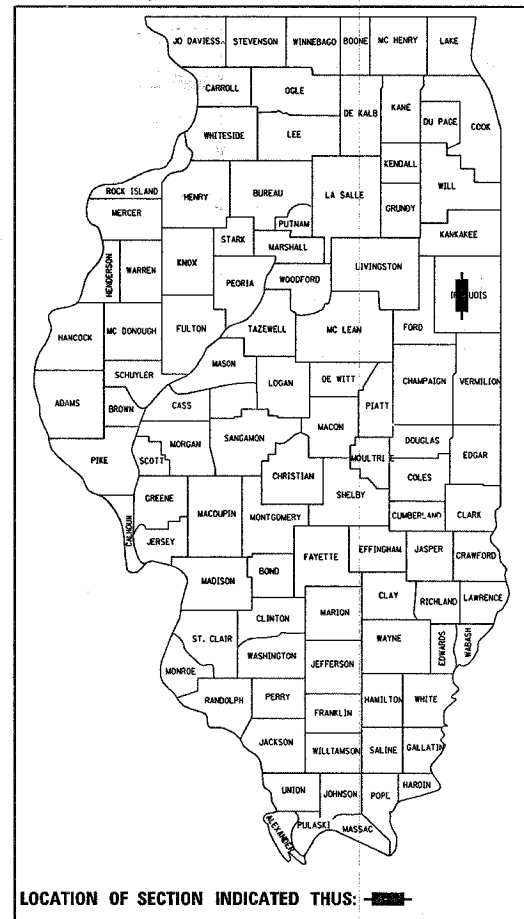 JO DAVIESS STEVENSON WINNEBAGO BOONE MC HENRY LAKE
CARROLL OGLE DE KALB KANE DU PAGE COOK
WHITESIDE LEE KENDALL WILL
ROCK ISLAND HENRY BUREAU LA SALLE GRUNDY
MERCER PUTNAM KANKAKEE
HENDERSON WARREN KNOX STARK MARSHALL LIVINGSTON
PEORIA WOODFORD
HANCOCK MC DONOUGH FULTON TAZEWELL MC LEAN FORD
SCHUYLER MASON
ADAMS BROWN CASS LOGAN DE WITT PIATT CHAMPAIGN VERMILION
MORGAN SANGAMON MACON
PIKE SCOTT CHRISTIAN MOULTRIE DOUGLAS EDGAR
COLES
GREENE MACOUPIN MONTGOMERY SHELBY CUMBERLAND CLARK
CALHOUN JERSEY
FAYETTE EFFINGHAM JASPER CRAWFORD
MADISON BOND
CLINTON MARION CLAY RICHLAND LAWRENCE
ST. CLAIR WAYNE EDWARDS WABASH
WASHINGTON JEFFERSON
MONROE
RANDOLPH PERRY HAMILTON WHITE
FRANKLIN
JACKSON WILLIAMSON SALINE GALLATIN
HARDIN
UNION JOHNSON POPE
ALEXANDER PULASKI MASSAC
LOCATION OF SECTION INDICATED THUS: